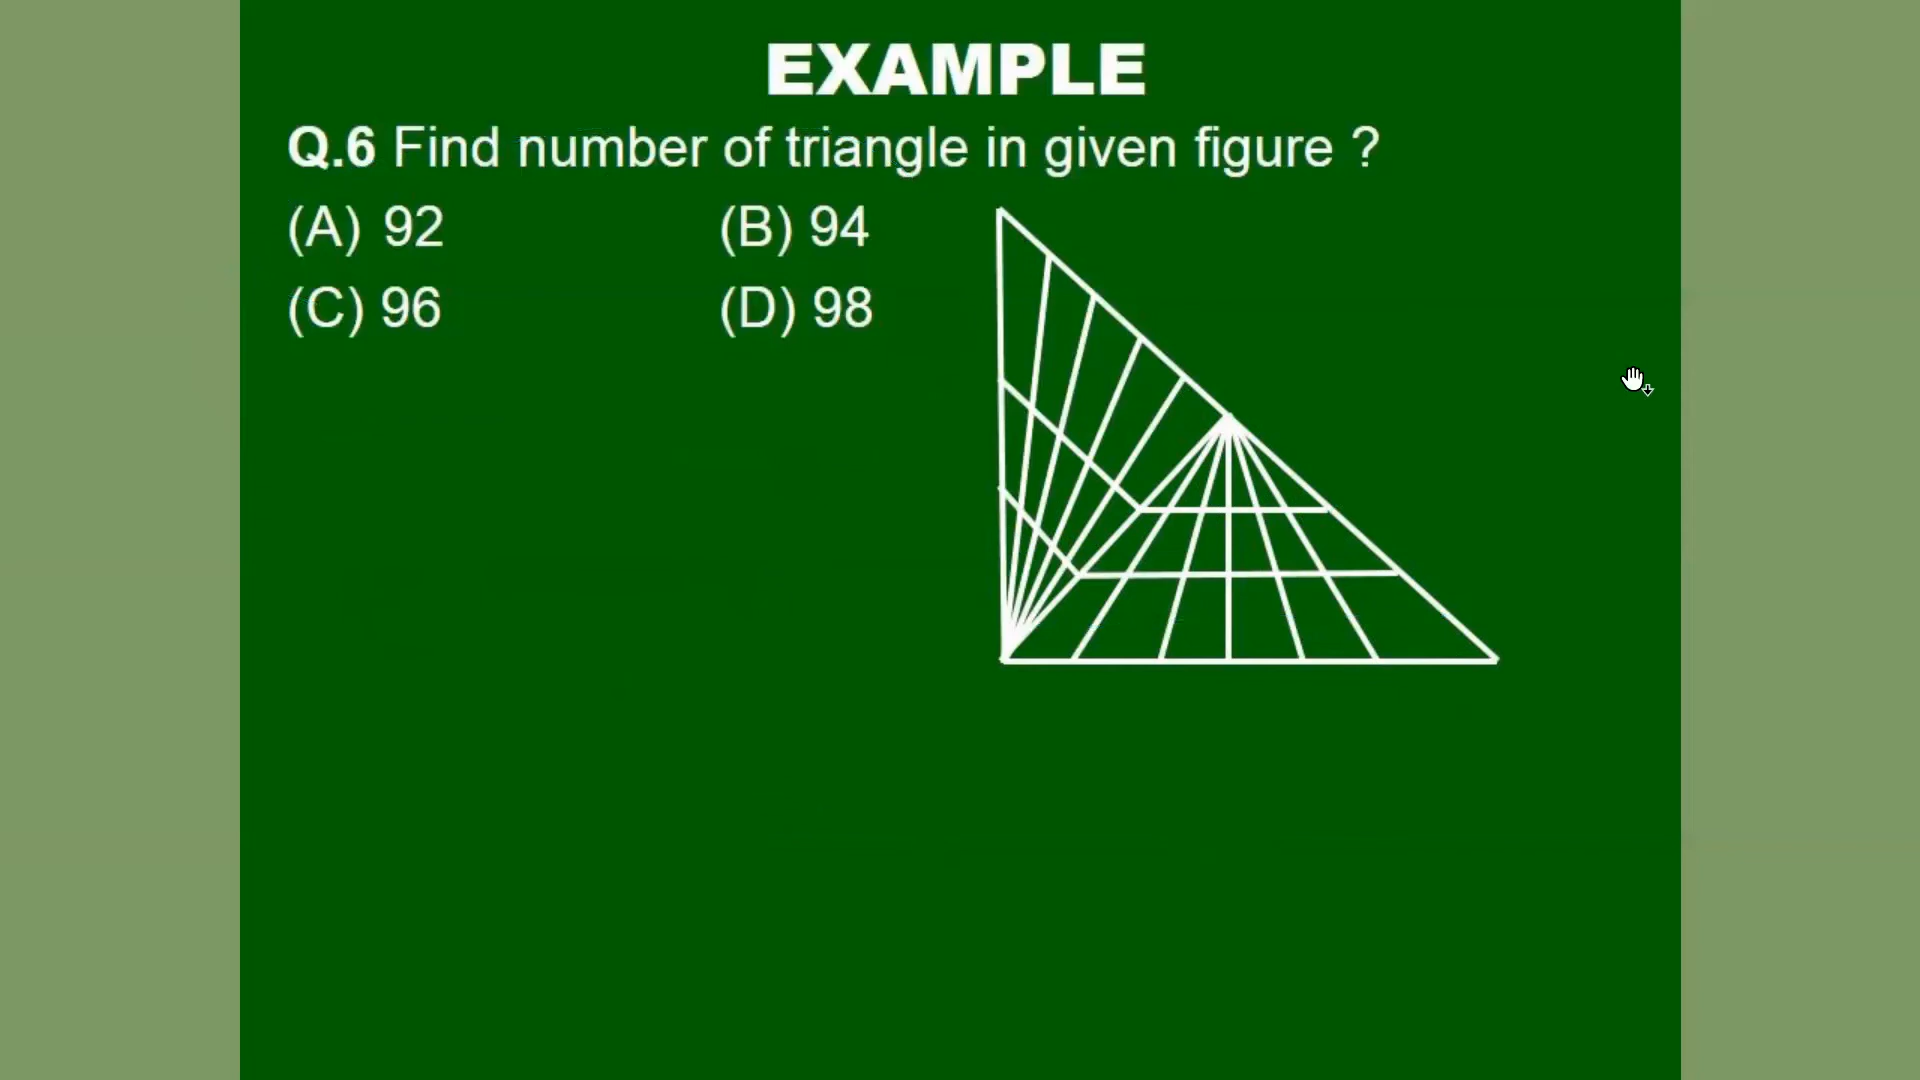 EXAMPLE
Q.6 Find number of triangle in given figure ?
(A) 92 (B) 94
(C) 96 (D) 98